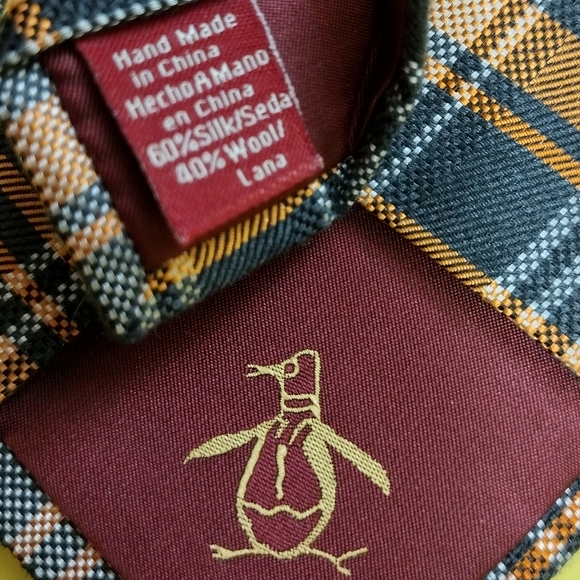 Hand Made
in China
Hecho A Mano
en China
60%Silk/Seda
40% Wool/
Lana